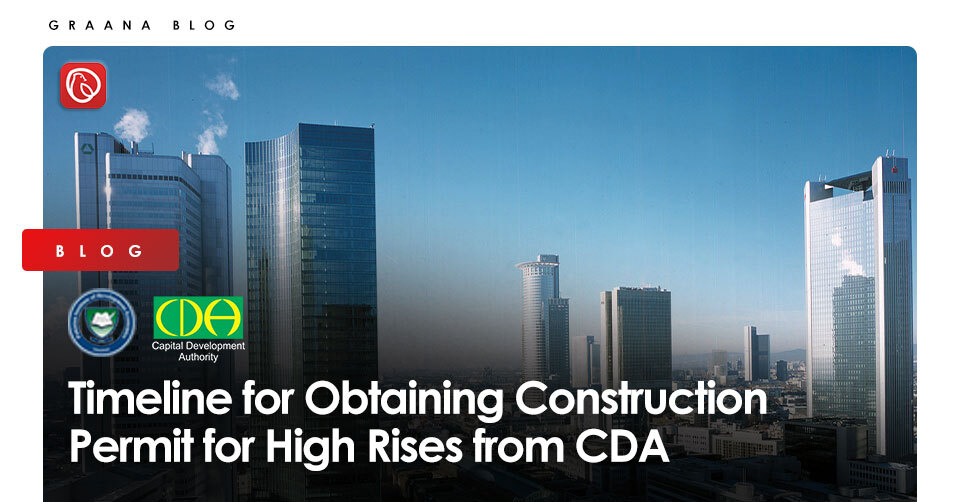 GRAANA BLOG
BLOG
CDA
Capital Development
Authority
Timeline for Obtaining Construction
Permit for High Rises from CDA